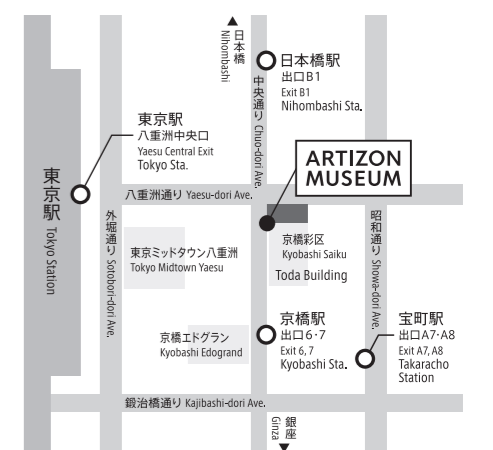 日本橋
Nihombashi
日本橋駅
出口B1
Exit B1
Nihombashi Sta.
中央通り Chuo-dori Ave.
東京駅
八重洲中央口
Yaesu Central Exit
Tokyo Sta.
ARTIZON
MUSEUM
東京駅 Tokyo Station
八重洲通り Yaesu-dori Ave.
外堀通り Sotobori-dori Ave.
昭和通り Showa-dori Ave.
東京ミッドタウン八重洲
Tokyo Midtown Yaesu
京橋彩区
Kyobashi Saiku
Toda Building
京橋エドグラン
Kyobashi Edogrand
京橋駅
出口6·7
Exit 6, 7
Kyobashi Sta.
宝町駅
出口A7·A8
Exit A7, A8
Takaracho
Station
鍛治橋通り Kajibashi-dori Ave.
銀座
Ginza